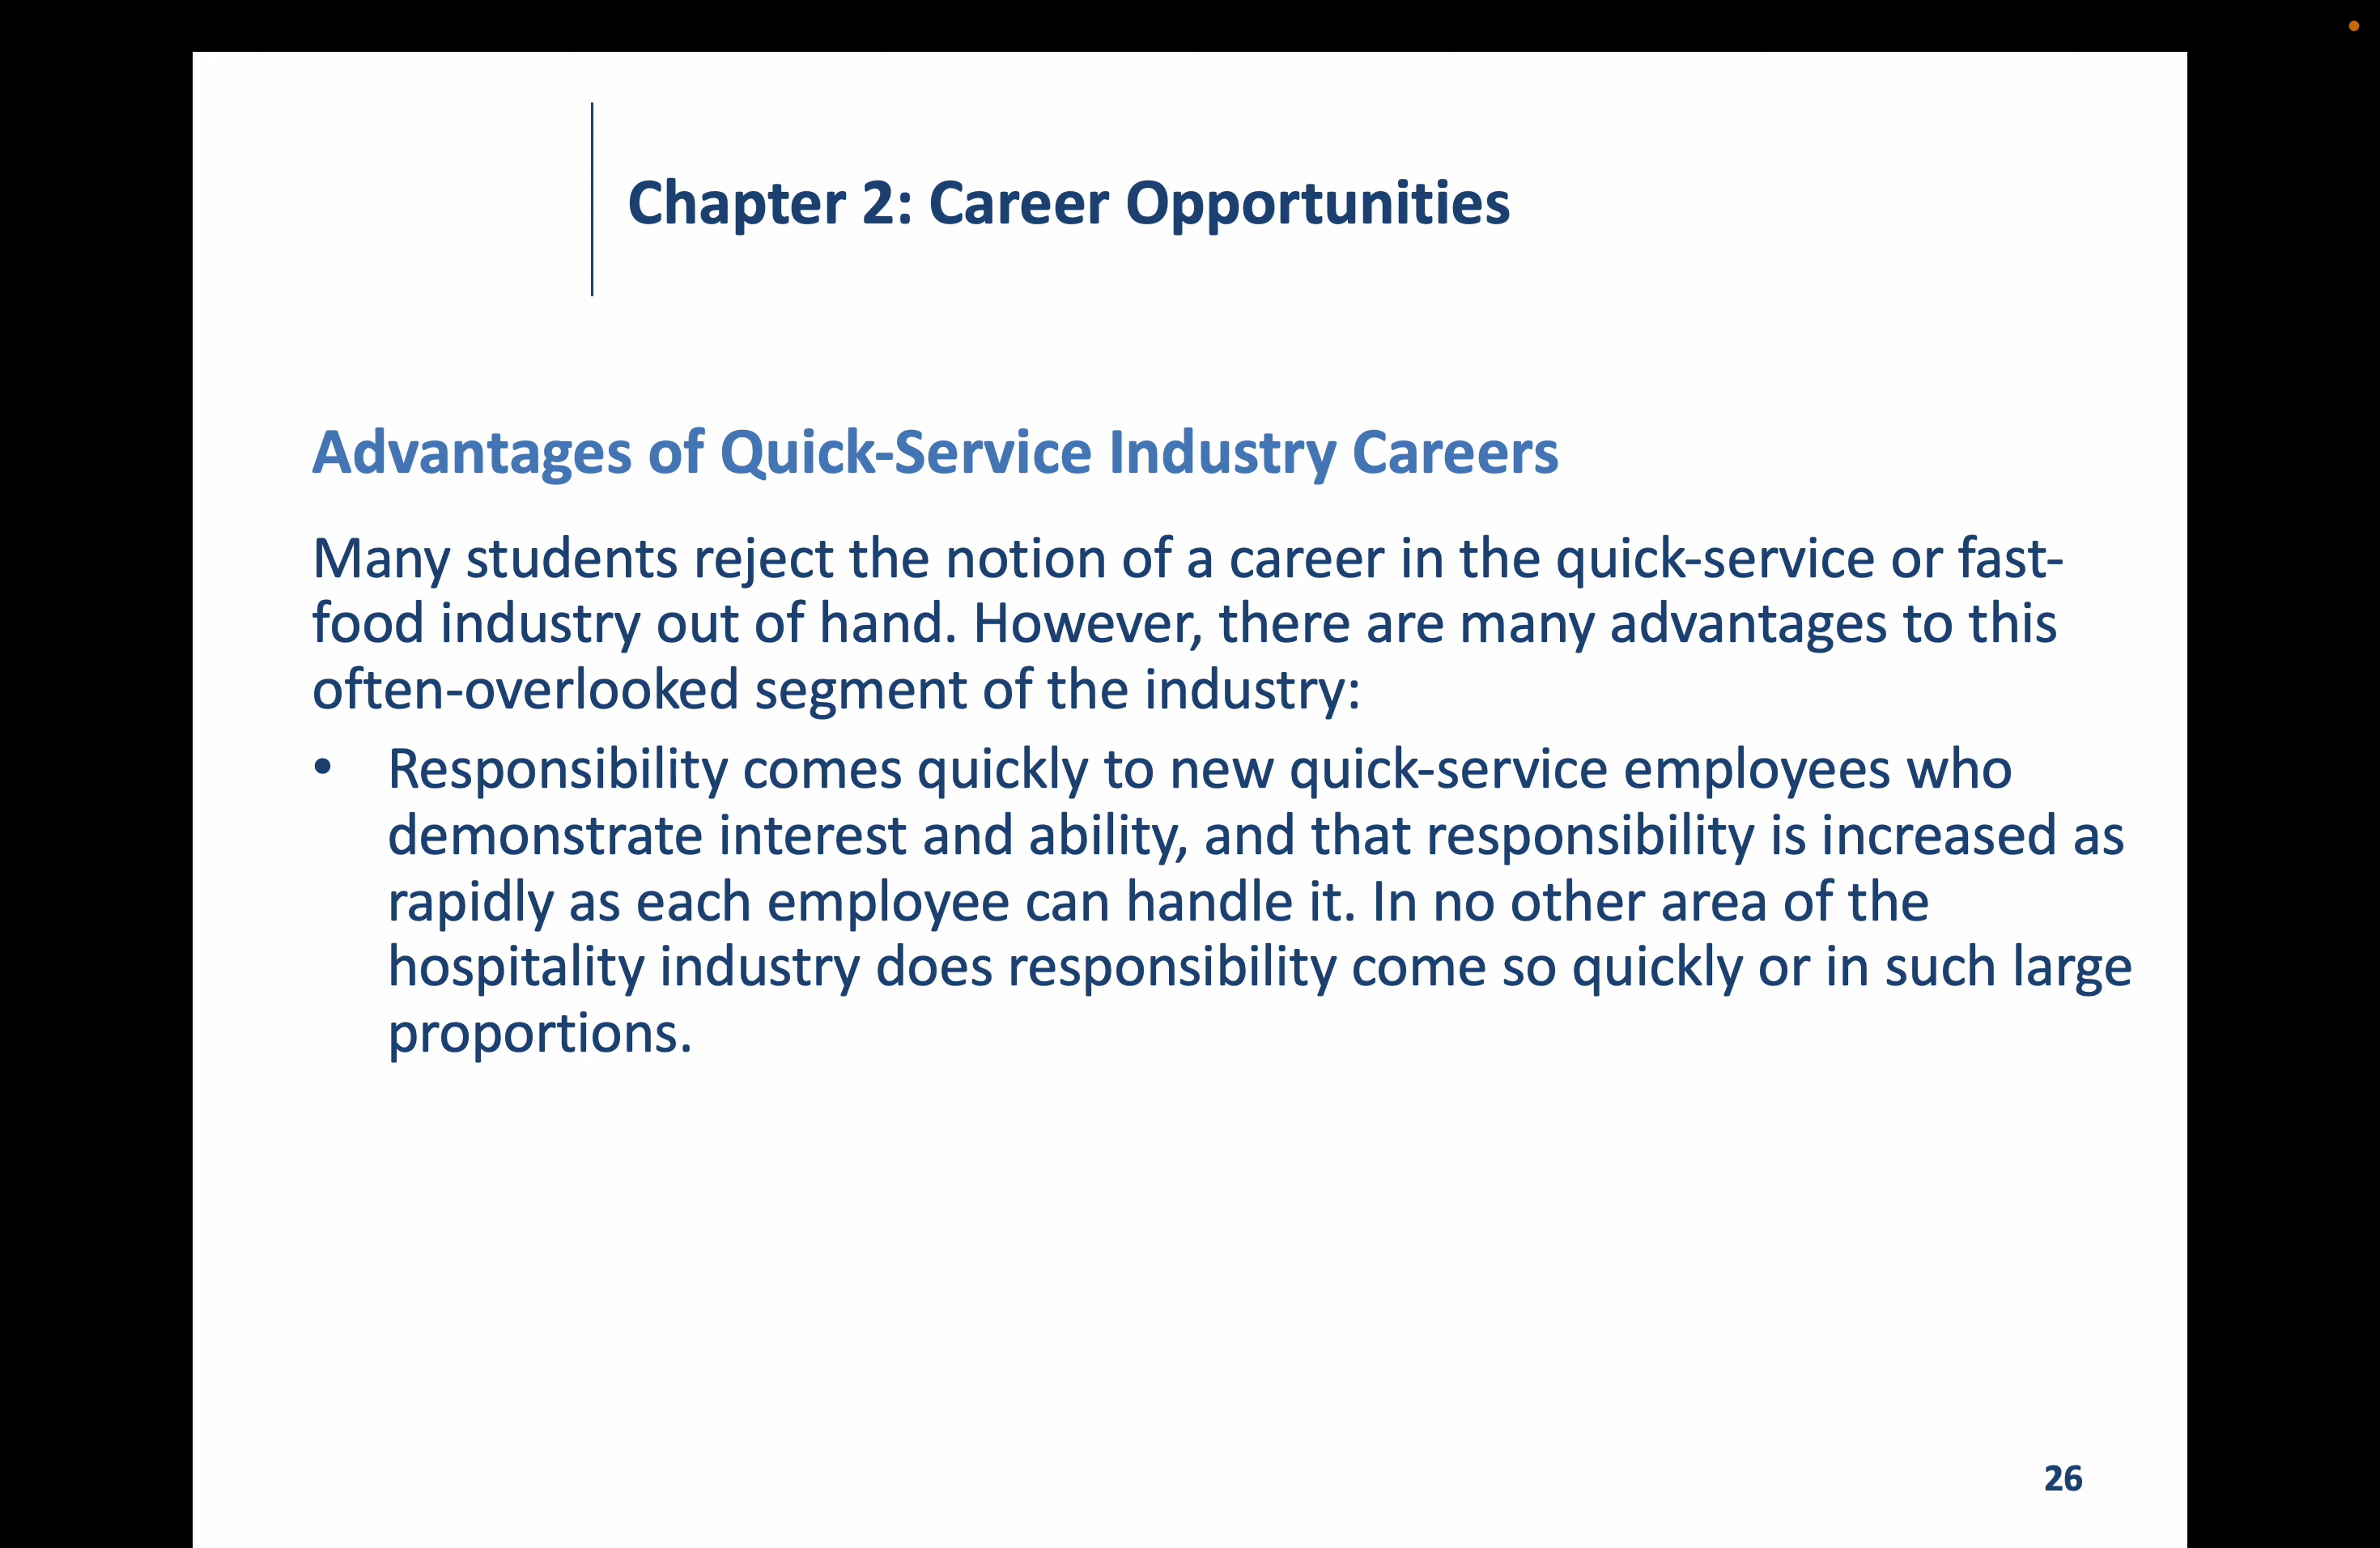 Chapter 2: Career Opportunities
Advantages of Quick-Service Industry Careers
Many students reject the notion of a career in the quick-service or fast-
food industry out of hand. However, there are many advantages to this
often-overlooked segment of the industry:
• Responsibility comes quickly to new quick-service employees who
demonstrate interest and ability, and that responsibility is increased as
rapidly as each employee can handle it. In no other area of the
hospitality industry does responsibility come so quickly or in such large
proportions.
26